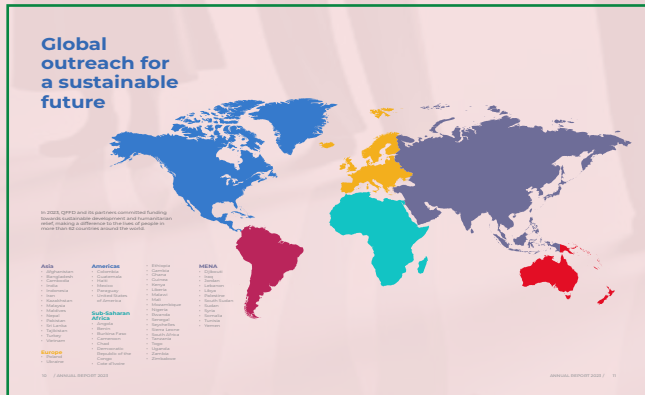 Global
outreach for
a sustainable
future
In 2023, QFFD and its partners committed funding
towards sustainable development and humanitarian
relief, making a difference to the lives of people in
more than 60 countries around the world.
Asia
• Afghanistan
• Bangladesh
• Cambodia
• India
• Indonesia
• Iran
• Kazakhstan
• Malaysia
• Maldives
• Nepal
• Pakistan
• Sri Lanka
• Tajikistan
• Turkey
• Vietnam
Europe
• Poland
• Ukraine
Americas
• Colombia
• Guatemala
• Haiti
• Mexico
• Paraguay
• United States
of America
Sub-Saharan
Africa
• Angola
• Benin
• Burkina Faso
• Cameroon
• Chad
• Democratic
Republic of the
Congo
• Cote d'Ivoire
• Ethiopia
• Gambia
• Ghana
• Guinea
• Kenya
• Liberia
• Malawi
• Mali
• Mozambique
• Nigeria
• Rwanda
• Senegal
• Seychelles
• Sierra Leone
• South Africa
• Tanzania
• Togo
• Uganda
• Zambia
• Zimbabwe
MENA
• Djibouti
• Iraq
• Jordan
• Lebanon
• Libya
• Palestine
• South Sudan
• Sudan
• Syria
• Somalia
• Tunisia
• Yemen
10 / ANNUAL REPORT 2023
ANNUAL REPORT 2023 / 11